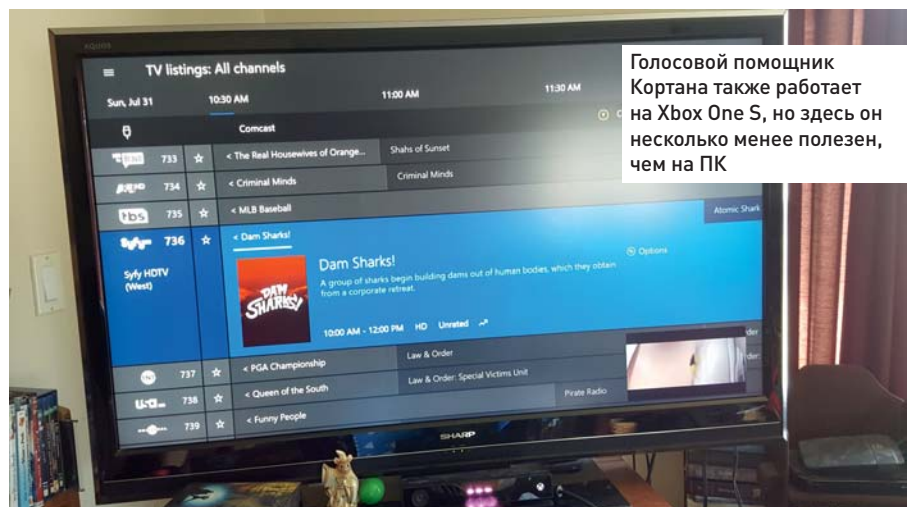 AQUOS
TV listings: All channels
Голосовой помощник
Кортана также работает
на Xbox One S, но здесь он
несколько менее полезен,
чем на ПК
Sun, Jul 31 10:30 AM 11:00 AM 11:30 AM
Comcast
733 < The Real Housewives of Orange... Shahs of Sunset
734 < Criminal Minds Criminal Minds
tbs 735 < MLB Baseball
Syfy 736 < Dam Sharks! Atomic Shark
Syfy HDTV
(West)
DAM
SHARKS!
Dam Sharks!
Options
A group of sharks begin building dams out of human bodies, which they obtain
from a corporate retreat.
10:00 AM - 12:00 PM HD Unrated
TNT 737 < PGA Championship Law & Order
738 < Queen of the South Law & Order: Special Victims Unit
739 < Funny People Pirate Radio
SHARP